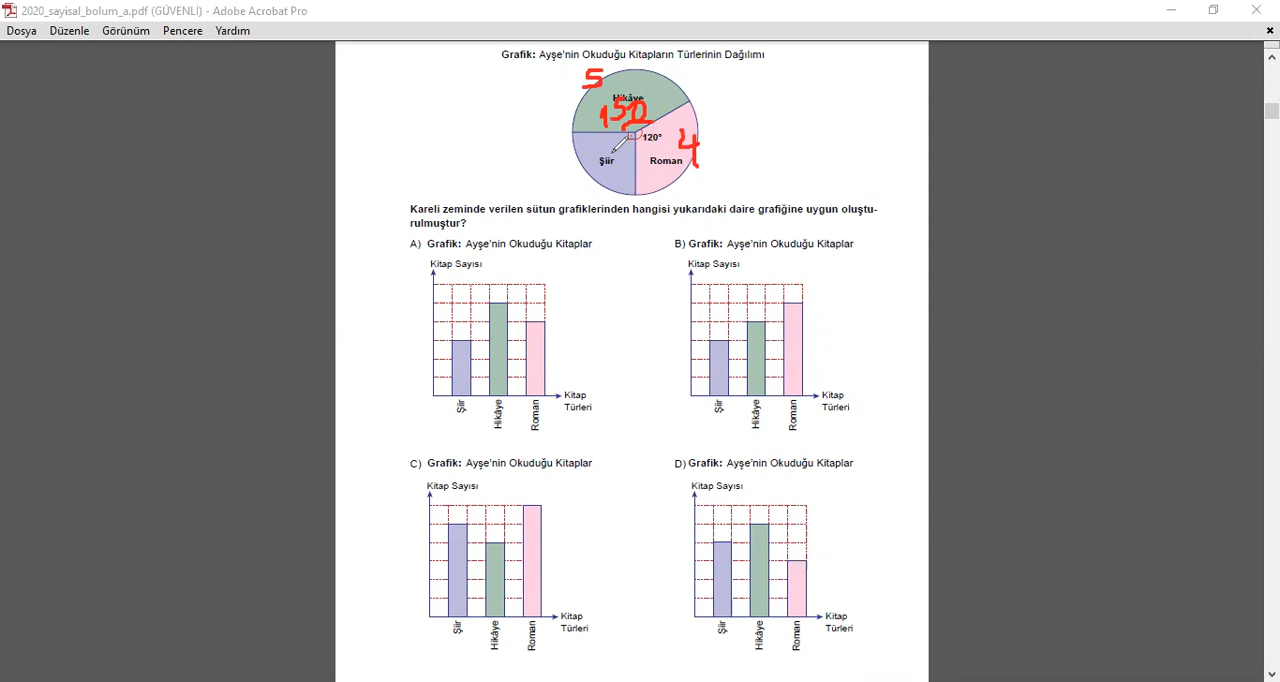 2020_sayisal_bolum_a.pdf (GÜVENLİ) - Adobe Acrobat Pro
Dosya Düzenle Görünüm Pencere Yardım
Grafik: Ayşe'nin Okuduğu Kitapların Türlerinin Dağılımı
5
Hikâye
150
120°
4
Şiir
Roman
Kareli zeminde verilen sütun grafiklerinden hangisi yukarıdaki daire grafiğine uygun oluştu-
rulmuştur?
A) Grafik: Ayşe'nin Okuduğu Kitaplar
Kitap Sayısı
Kitap
Türleri
Şiir
Hikâye
Roman
B) Grafik: Ayşe'nin Okuduğu Kitaplar
Kitap Sayısı
Kitap
Türleri
Şiir
Hikâye
Roman
C) Grafik: Ayşe'nin Okuduğu Kitaplar
Kitap Sayısı
Kitap
Türleri
Şiir
Hikâye
Roman
D) Grafik: Ayşe'nin Okuduğu Kitaplar
Kitap Sayısı
Kitap
Türleri
Şiir
Hikâye
Roman